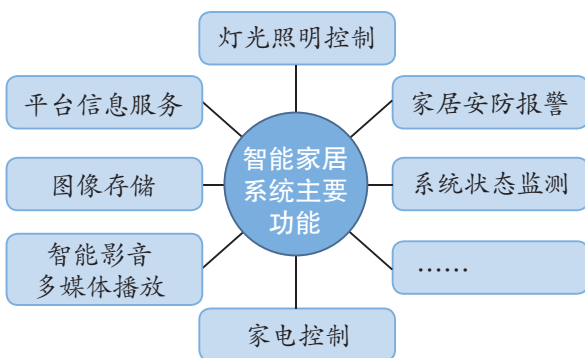 灯光照明控制
平台信息服务
家居安防报警
智能家居
系统主要
功能
图像存储
系统状态监测
智能影音
多媒体播放
……
家电控制